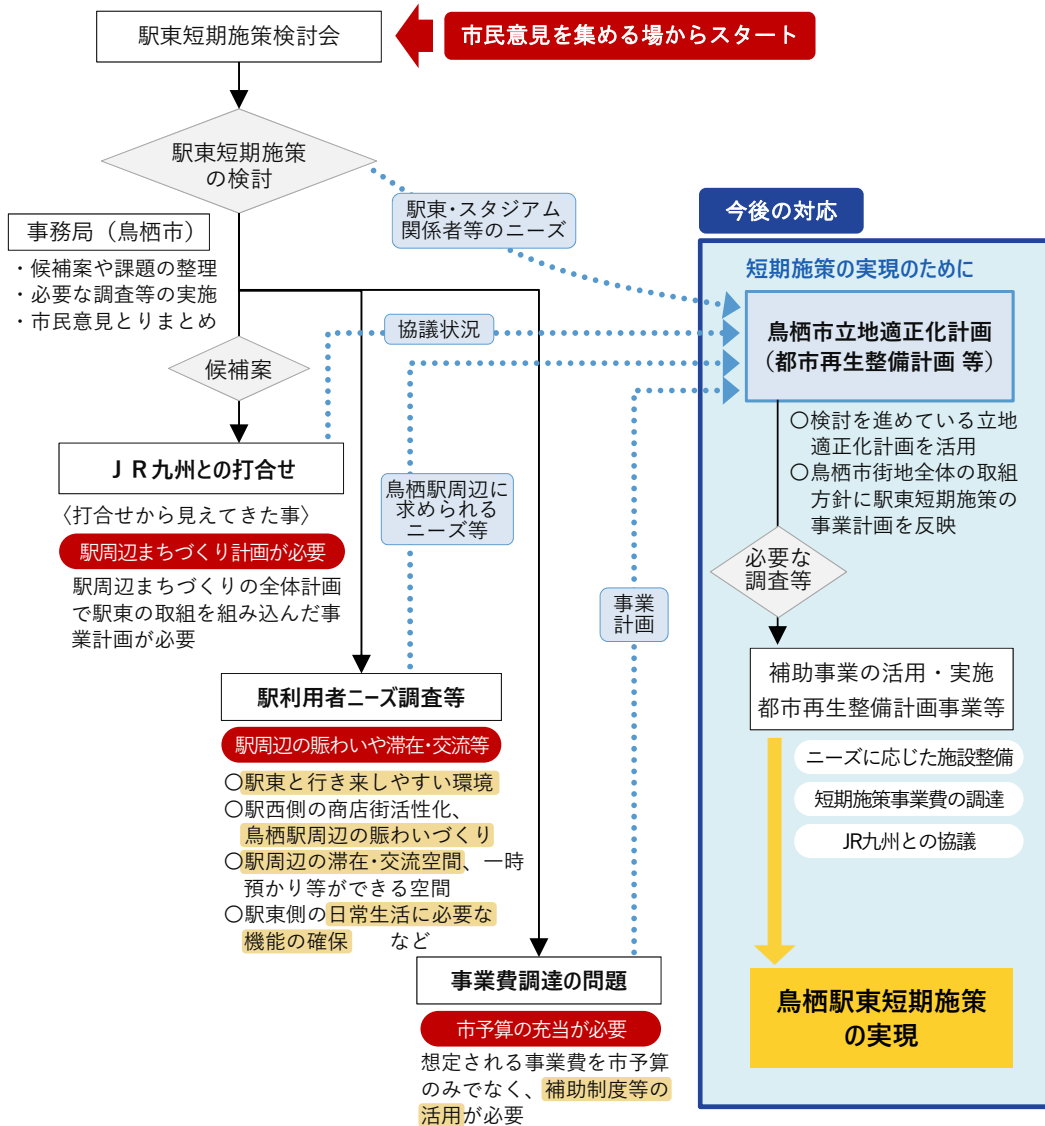 駅東短期施策検討会
市民意見を集める場からスタート
駅東短期施策
の検討
事務局（鳥栖市）
・候補案や課題の整理
・必要な調査等の実施
・市民意見とりまとめ
候補案
ＪＲ九州との打合せ
〈打合せから見えてきた事〉
駅周辺まちづくり計画が必要
駅周辺まちづくりの全体計画
で駅東の取組を組み込んだ事
業計画が必要
駅利用者ニーズ調査等
駅周辺の賑わいや滞在・交流等
〇駅東と行き来しやすい環境
〇駅西側の商店街活性化、
鳥栖駅周辺の賑わいづくり
〇駅周辺の滞在・交流空間、一時
預かり等ができる空間
〇駅東側の日常生活に必要な
機能の確保　など
事業費調達の問題
市予算の充当が必要
想定される事業費を市予算
のみでなく、補助制度等の
活用が必要
駅東・スタジアム
関係者等のニーズ
協議状況
鳥栖駅周辺に
求められる
ニーズ等
事業
計画
今後の対応
短期施策の実現のために
鳥栖市立地適正化計画
（都市再生整備計画 等）
〇検討を進めている立地
適正化計画を活用
〇鳥栖市街地全体の取組
方針に駅東短期施策の
事業計画を反映
必要な
調査等
補助事業の活用・実施
都市再生整備計画事業等
ニーズに応じた施設整備
短期施策事業費の調達
JR九州との協議
鳥栖駅東短期施策
の実現